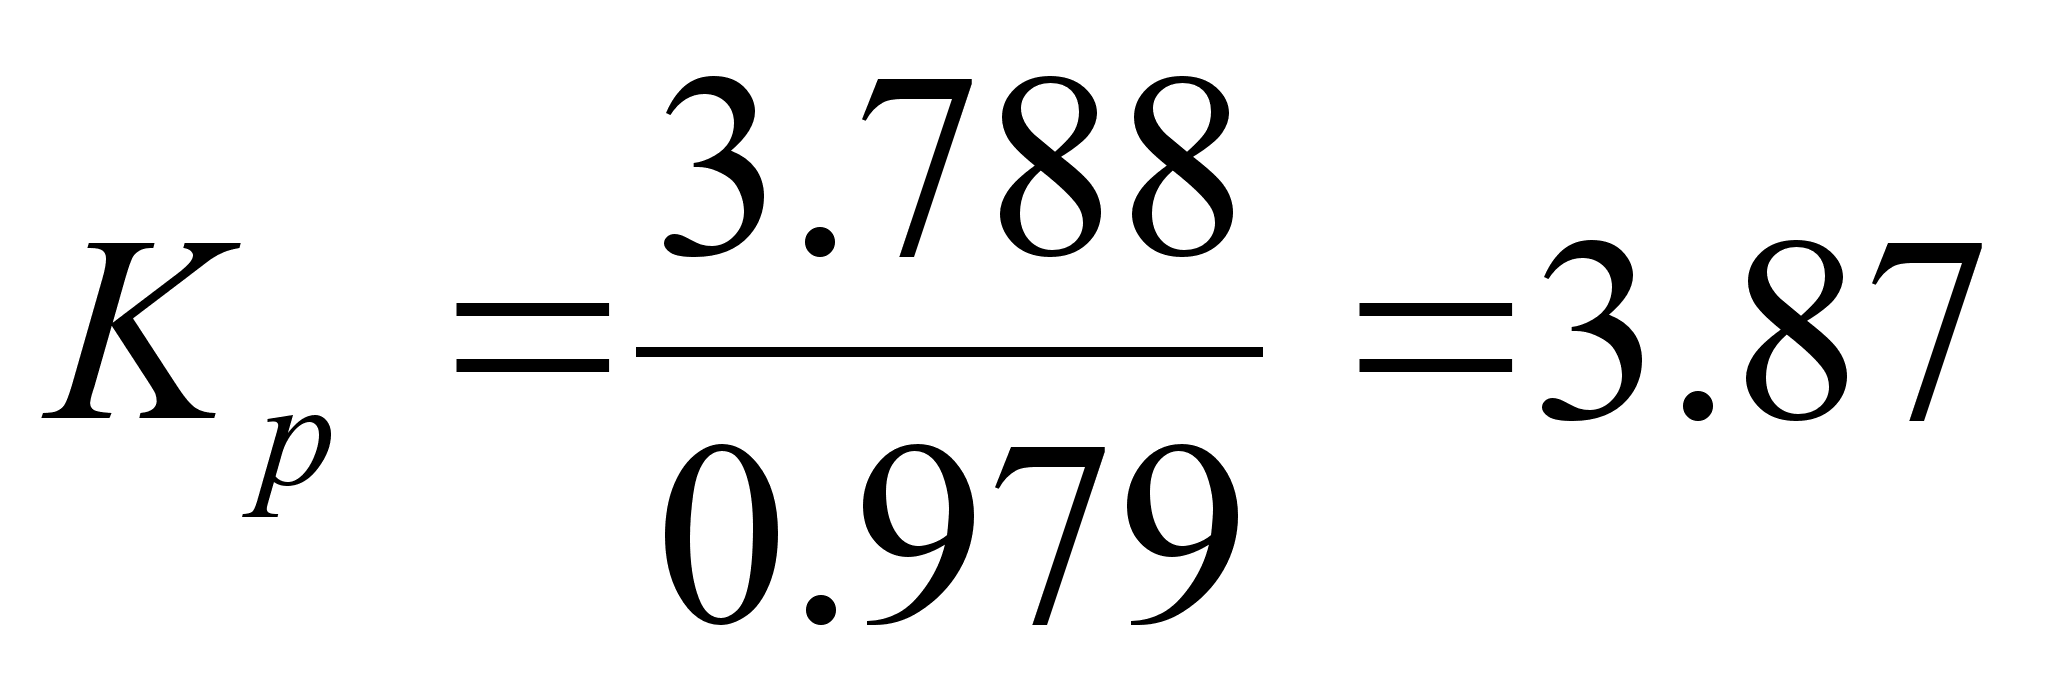 K_p = 3.788 / 0.979 = 3.87